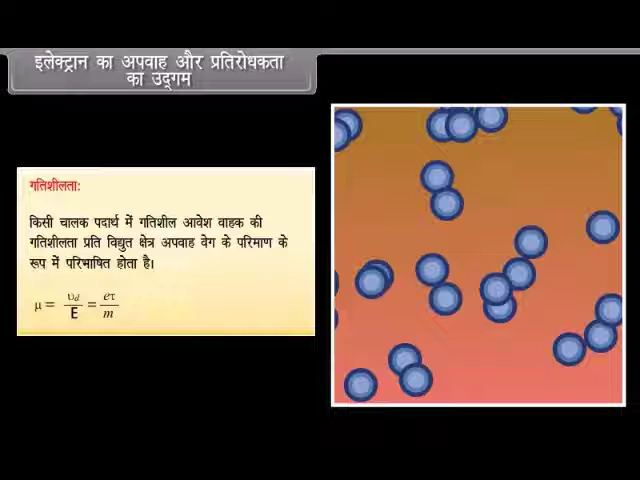 इलेक्ट्रान का अपवाह और प्रतिरोधकता
का उद्गम
गतिशीलता:
किसी चालक पदार्थ में गतिशील आवेश वाहक की
गतिशीलता प्रति विद्युत क्षेत्र अपवाह वेग के परिमाण के
रूप में परिभाषित होता है।
μ = υd/E = eτ/m